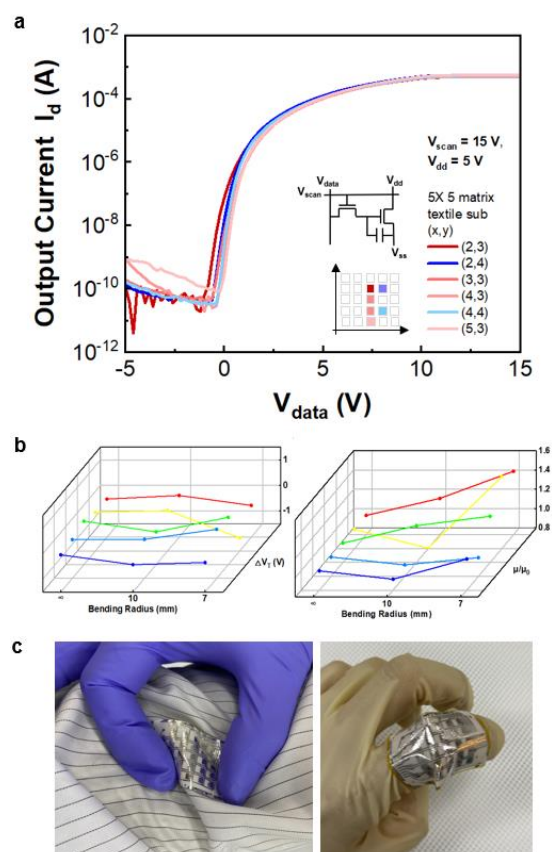 a
Output Current I_d (A)
10^-2
10^-4
10^-6
10^-8
10^-10
10^-12
V_scan = 15 V,
V_dd = 5 V
V_data
V_dd
V_scan
V_ss
5X 5 matrix
textile sub
(x,y)
(2,3)
(2,4)
(3,3)
(4,3)
(4,4)
(5,3)
-5
0
5
10
15
V_data (V)
b
1
0
-1
△V_T (V)
∞
10
7
Bending Radius (mm)
1.6
1.4
1.2
1.0
0.8
μ/μ_0
∞
10
7
Bending Radius (mm)
c